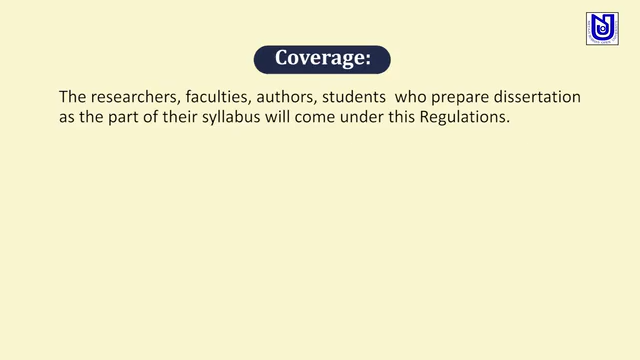 Coverage:
The researchers, faculties, authors, students  who prepare dissertation
as the part of their syllabus will come under this Regulations.